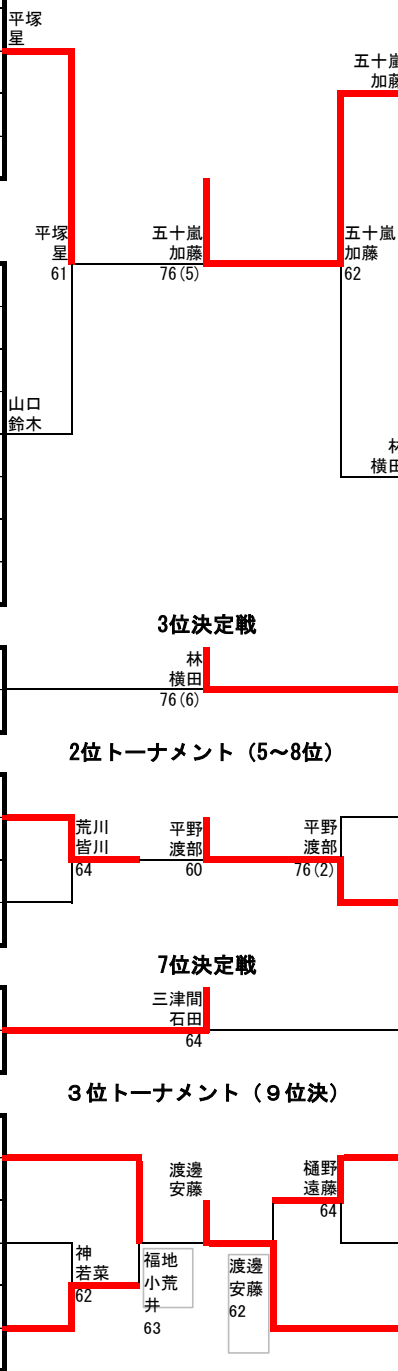 平塚
星
五十嵐
加藤
平塚
星
61
五十嵐
加藤
76(5)
五十嵐
加藤
62
山口
鈴木
林
横田
3位決定戦
林
横田
76(6)
2位トーナメント（5～8位）
荒川
皆川
64
平野
渡部
60
平野
渡部
76(2)
7位決定戦
三津間
石田
64
３位トーナメント（９位決）
渡邊
安藤
樋野
遠藤
64
神
若菜
62
福地
小荒
井
63
渡邊
安藤
62